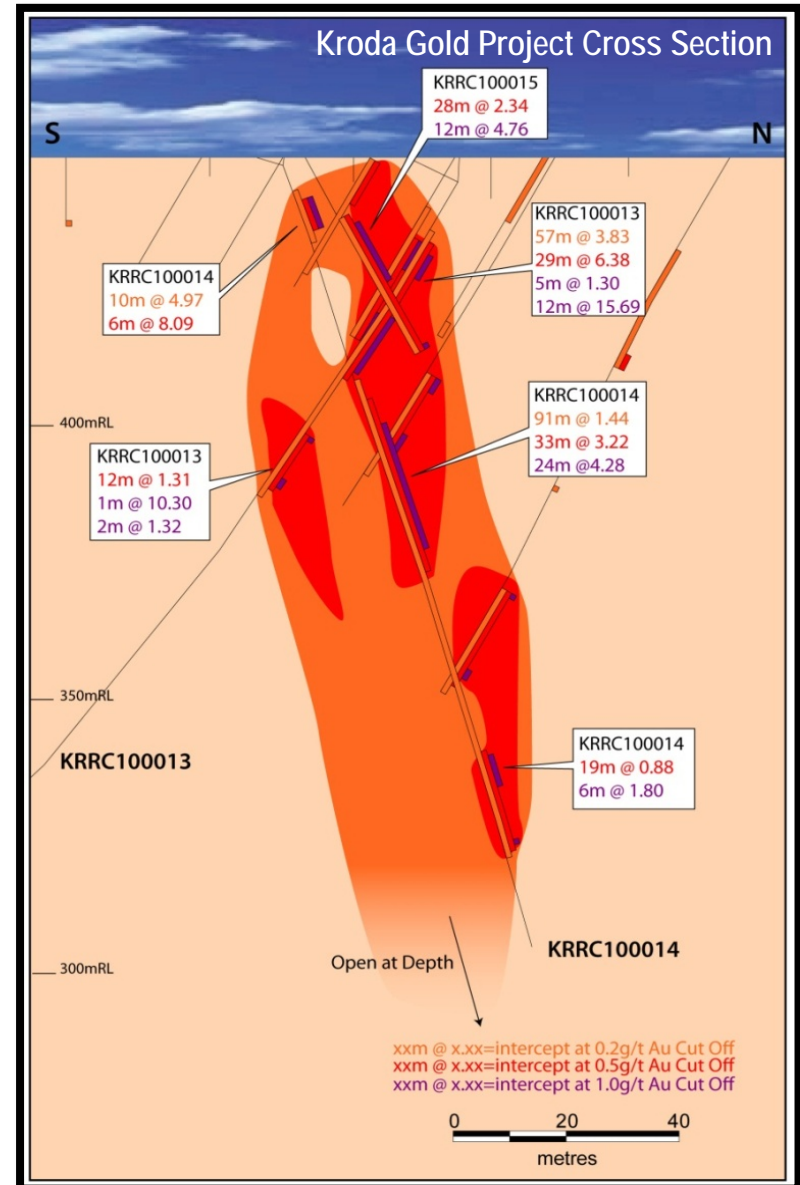 Kroda Gold Project Cross Section
S
N
KRRC100015
28m @ 2.34
12m @ 4.76
KRRC100013
57m @ 3.83
29m @ 6.38
5m @ 1.30
12m @ 15.69
KRRC100014
10m @ 4.97
6m @ 8.09
KRRC100014
91m @ 1.44
33m @ 3.22
24m @4.28
400mRL
KRRC100013
12m @ 1.31
1m @ 10.30
2m @ 1.32
350mRL
KRRC100013
KRRC100014
19m @ 0.88
6m @ 1.80
KRRC100014
Open at Depth
300mRL
xxm @ x.xx=intercept at 0.2g/t Au Cut Off
xxm @ x.xx=intercept at 0.5g/t Au Cut Off
xxm @ x.xx=intercept at 1.0g/t Au Cut Off
0 20 40
metres